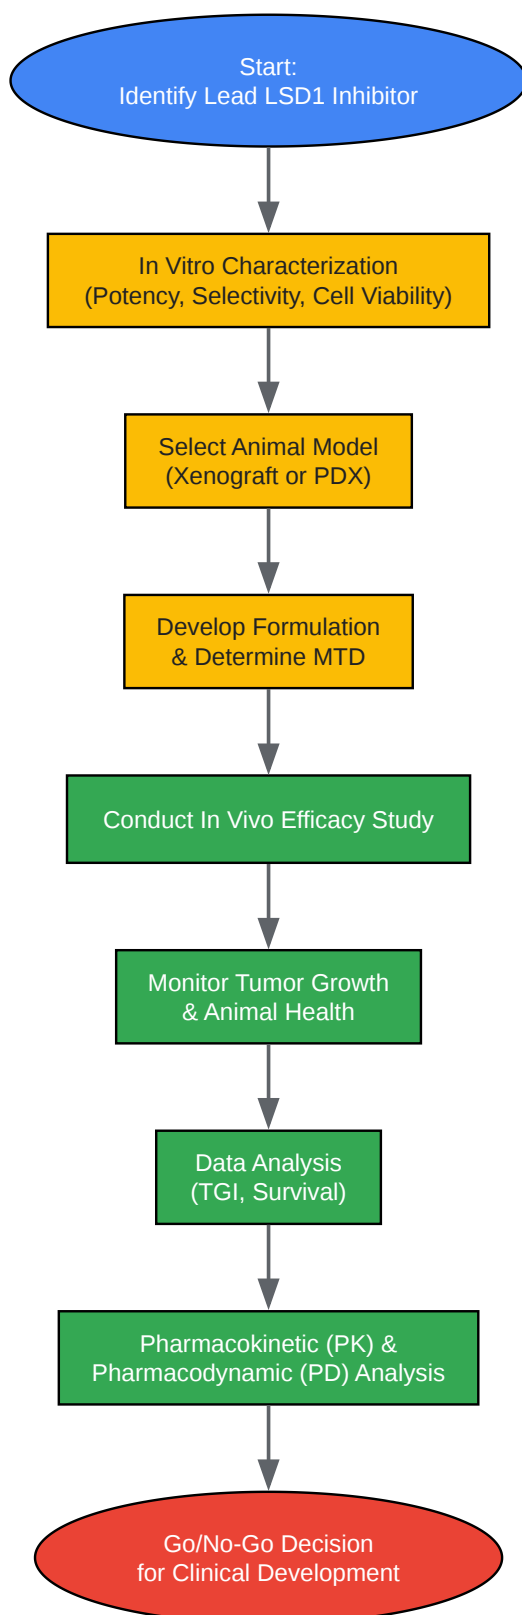 Start:
Identify Lead LSD1 Inhibitor
In Vitro Characterization
(Potency, Selectivity, Cell Viability)
Select Animal Model
(Xenograft or PDX)
Develop Formulation
& Determine MTD
Conduct In Vivo Efficacy Study
Monitor Tumor Growth
& Animal Health
Data Analysis
(TGI, Survival)
Pharmacokinetic (PK) &
Pharmacodynamic (PD) Analysis
Go/No-Go Decision
for Clinical Development